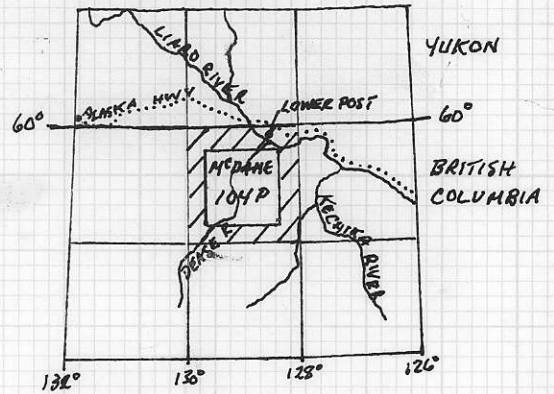 YUKON
LIARD RIVER
ALASKA HWY
LOWER POST
60°
60°
McDAME
104P
BRITISH
COLUMBIA
DEASE R.
KECHIKA RIVER
132°
130°
128°
126°